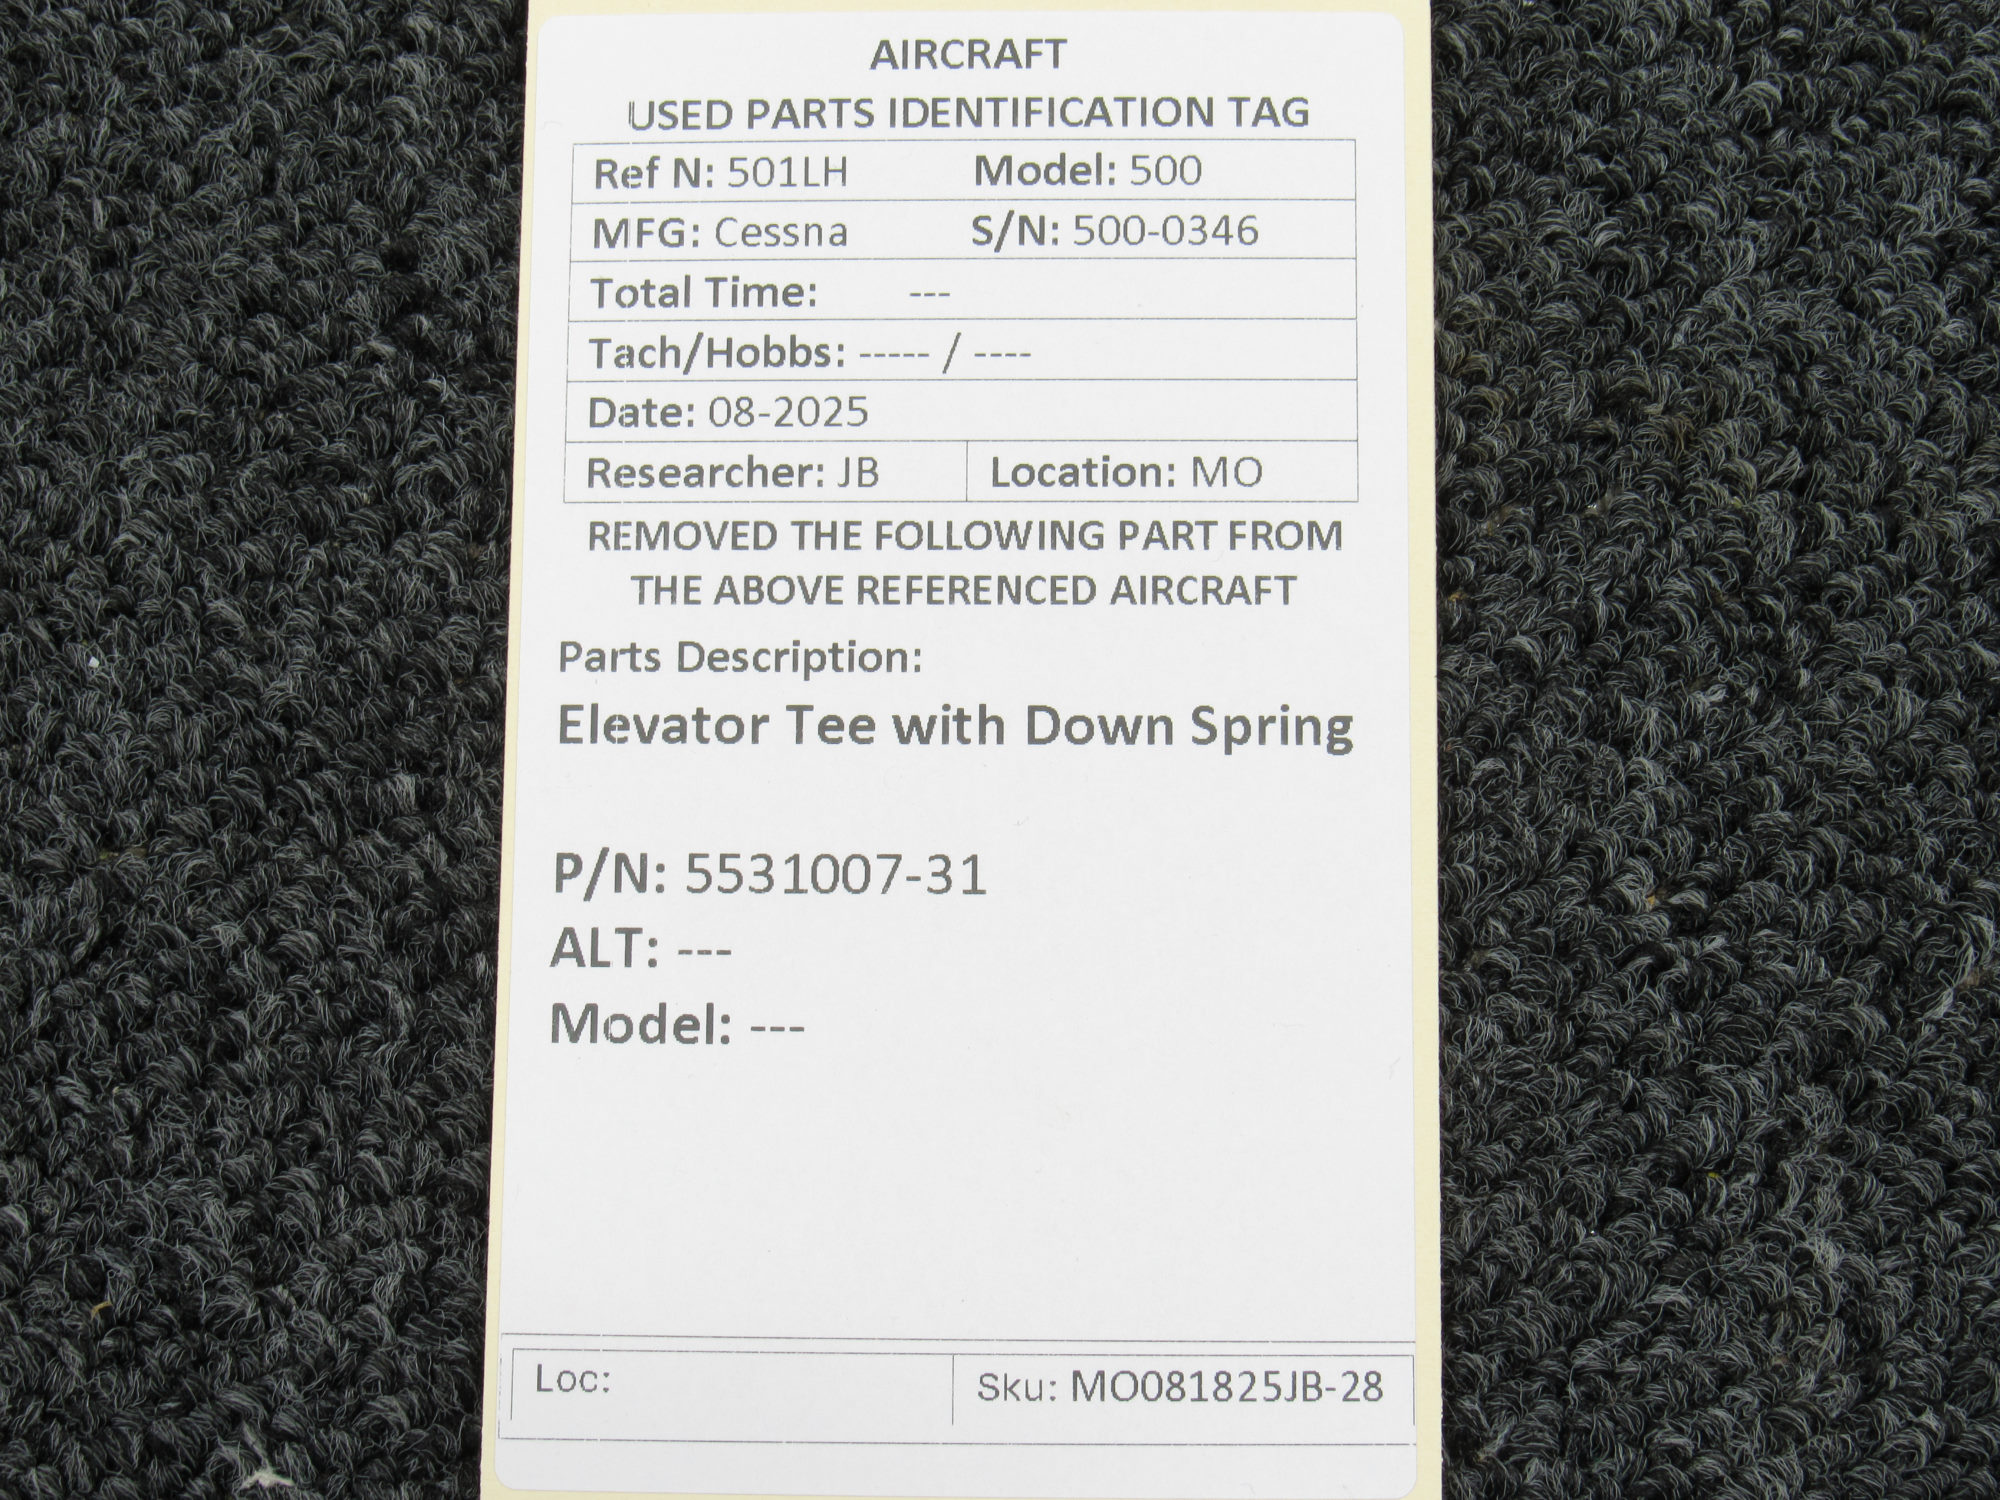 AIRCRAFT
USED PARTS IDENTIFICATION TAG
Ref N: 501LH Model: 500
MFG: Cessna S/N: 500-0346
Total Time: ---
Tach/Hobbs: ----- / ----
Date: 08-2025
Researcher: JB Location: MO
REMOVED THE FOLLOWING PART FROM
THE ABOVE REFERENCED AIRCRAFT
Parts Description:
Elevator Tee with Down Spring
P/N: 5531007-31
ALT: ---
Model: ---
Loc: Sku: MO081825JB-28